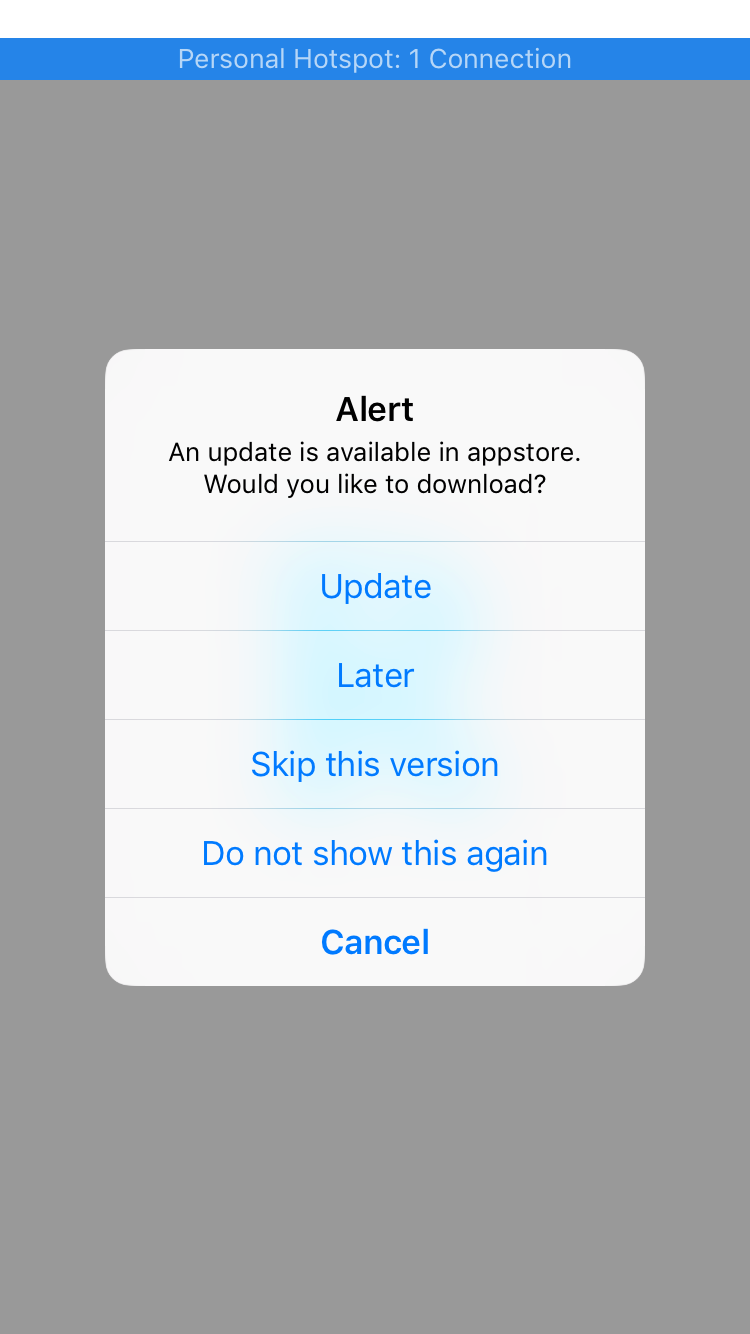 Personal Hotspot: 1 Connection
Alert
An update is available in appstore.
Would you like to download?
Update
Later
Skip this version
Do not show this again
Cancel